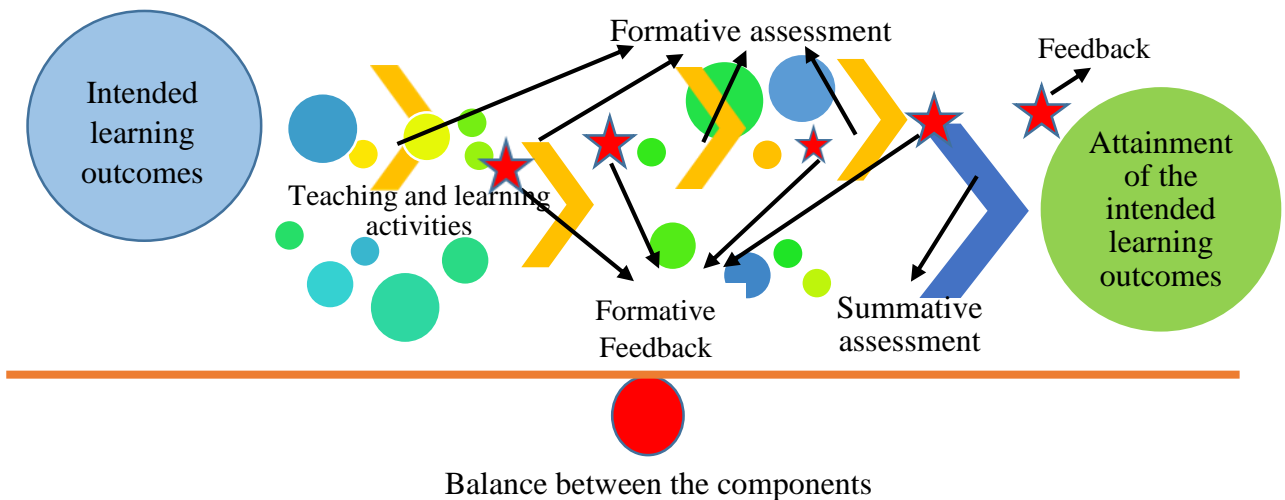 Formative assessment
Feedback
Intended
learning
outcomes
Teaching and learning
activities
Attainment
of the
intended
learning
outcomes
Formative
Feedback
Summative
assessment
Balance between the components